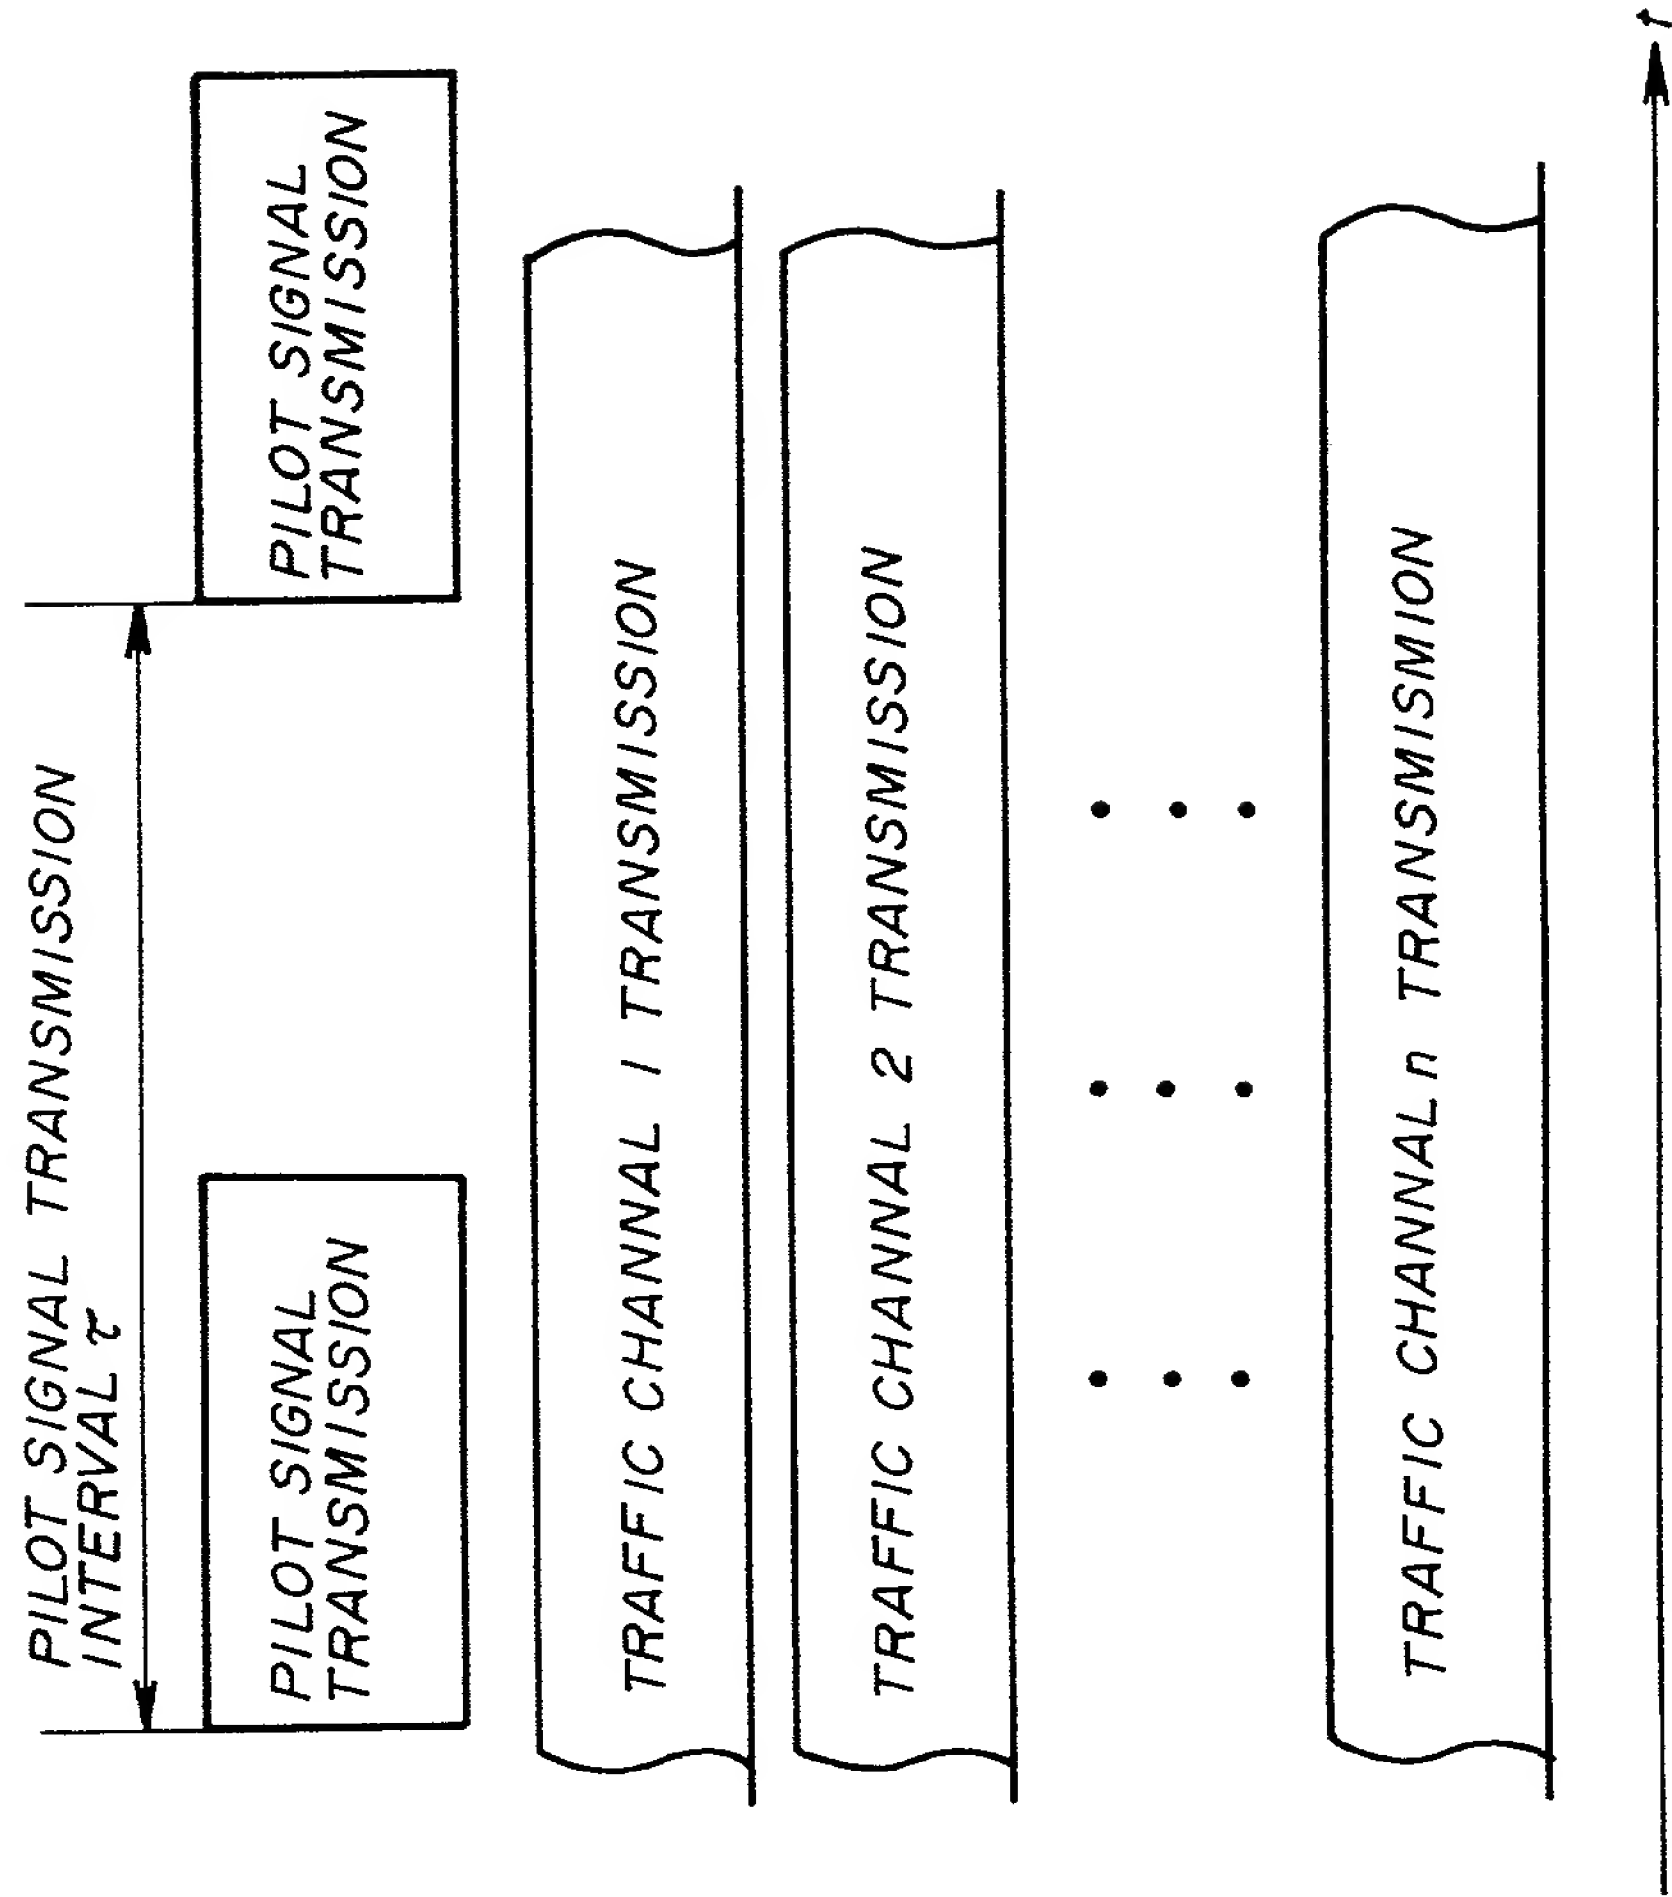 PILOT SIGNAL TRANSMISSION
INTERVAL τ
PILOT SIGNAL
TRANSMISSION
PILOT SIGNAL
TRANSMISSION
TRAFFIC CHANNAL 1 TRANSMISSION
TRAFFIC CHANNAL 2 TRANSMISSION
TRAFFIC CHANNAL n TRANSMISMION
t